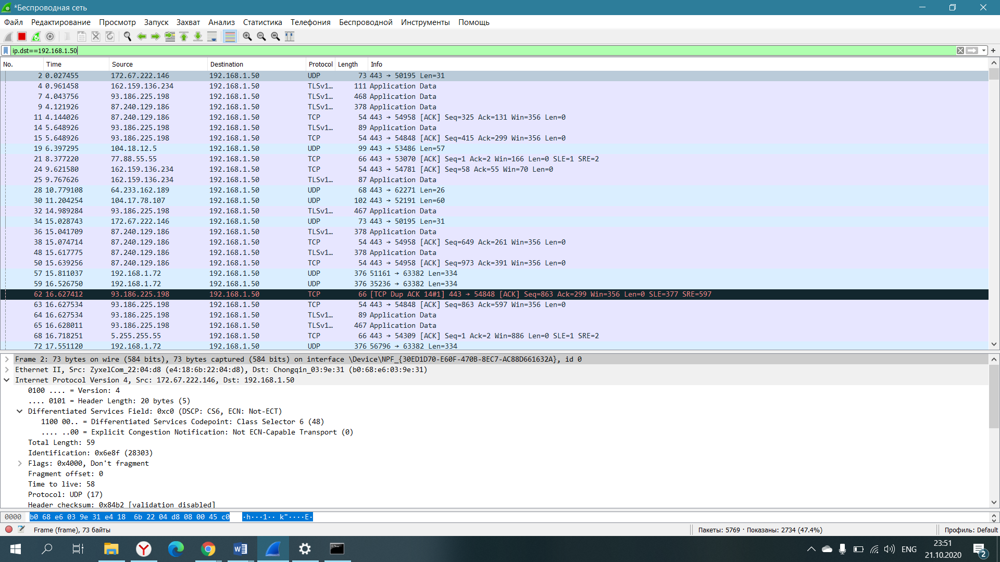 *Беспроводная сеть
Файл Редактирование Просмотр Запуск Захват Анализ Статистика Телефония Беспроводной Инструменты Помощь
ip.dst==192.168.1.50
No. Time Source Destination Protocol Length Info
2 0.027455 172.67.222.146 192.168.1.50 UDP 73 443 → 50195 Len=31
4 0.961458 162.159.136.234 192.168.1.50 TLSv1… 111 Application Data
7 4.043756 93.186.225.198 192.168.1.50 TLSv1… 468 Application Data
9 4.121926 87.240.129.186 192.168.1.50 TLSv1… 378 Application Data
11 4.144026 87.240.129.186 192.168.1.50 TCP 54 443 → 54958 [ACK] Seq=325 Ack=131 Win=356 Len=0
14 5.648926 93.186.225.198 192.168.1.50 TLSv1… 89 Application Data
15 5.648926 93.186.225.198 192.168.1.50 TCP 54 443 → 54848 [ACK] Seq=415 Ack=299 Win=356 Len=0
19 6.397295 104.18.12.5 192.168.1.50 UDP 99 443 → 53486 Len=57
21 8.377220 77.88.55.55 192.168.1.50 TCP 66 443 → 53070 [ACK] Seq=1 Ack=2 Win=166 Len=0 SLE=1 SRE=2
24 9.621580 162.159.136.234 192.168.1.50 TCP 54 443 → 54781 [ACK] Seq=58 Ack=55 Win=70 Len=0
25 9.767626 162.159.136.234 192.168.1.50 TLSv1… 87 Application Data
28 10.779108 64.233.162.189 192.168.1.50 UDP 68 443 → 62271 Len=26
30 11.204254 104.17.78.107 192.168.1.50 UDP 102 443 → 52191 Len=60
32 14.989284 93.186.225.198 192.168.1.50 TLSv1… 467 Application Data
34 15.028743 172.67.222.146 192.168.1.50 UDP 73 443 → 50195 Len=31
36 15.041709 87.240.129.186 192.168.1.50 TLSv1… 378 Application Data
38 15.074714 87.240.129.186 192.168.1.50 TCP 54 443 → 54958 [ACK] Seq=649 Ack=261 Win=356 Len=0
48 15.617775 87.240.129.186 192.168.1.50 TLSv1… 378 Application Data
50 15.639256 87.240.129.186 192.168.1.50 TCP 54 443 → 54958 [ACK] Seq=973 Ack=391 Win=356 Len=0
57 15.811037 192.168.1.72 192.168.1.50 UDP 376 51161 → 63382 Len=334
59 16.526750 192.168.1.72 192.168.1.50 UDP 376 35236 → 63382 Len=334
62 16.627412 93.186.225.198 192.168.1.50 TCP 66 [TCP Dup ACK 14#1] 443 → 54848 [ACK] Seq=863 Ack=299 Win=356 Len=0 SLE=377 SRE=597
63 16.627534 93.186.225.198 192.168.1.50 TCP 54 443 → 54848 [ACK] Seq=863 Ack=597 Win=356 Len=0
64 16.627534 93.186.225.198 192.168.1.50 TLSv1… 89 Application Data
65 16.628011 93.186.225.198 192.168.1.50 TLSv1… 467 Application Data
68 16.718251 5.255.255.55 192.168.1.50 TCP 66 443 → 54309 [ACK] Seq=1 Ack=2 Win=886 Len=0 SLE=1 SRE=2
72 17.551120 192.168.1.72 192.168.1.50 UDP 376 56796 → 63382 Len=334
Frame 2: 73 bytes on wire (584 bits), 73 bytes captured (584 bits) on interface \Device\NPF_{30ED1D70-E60F-470B-8EC7-AC88D661632A}, id 0
Ethernet II, Src: ZyxelCom_22:04:d8 (e4:18:6b:22:04:d8), Dst: Chongqin_03:9e:31 (b0:68:e6:03:9e:31)
Internet Protocol Version 4, Src: 172.67.222.146, Dst: 192.168.1.50
0100 .... = Version: 4
.... 0101 = Header Length: 20 bytes (5)
Differentiated Services Field: 0xc0 (DSCP: CS6, ECN: Not-ECT)
1100 00.. = Differentiated Services Codepoint: Class Selector 6 (48)
.... ..00 = Explicit Congestion Notification: Not ECN-Capable Transport (0)
Total Length: 59
Identification: 0x6e8f (28303)
Flags: 0x4000, Don't fragment
Fragment offset: 0
Time to live: 58
Protocol: UDP (17)
Header checksum: 0x84b2 [validation disabled]
0000 b0 68 e6 03 9e 31 e4 18 6b 22 04 d8 08 00 45 c0 ·h···1·· k"····E·
Frame (frame), 73 байты
Пакеты: 5769 · Показаны: 2734 (47.4%)
Профиль: Default
ENG
23:51
21.10.2020
2